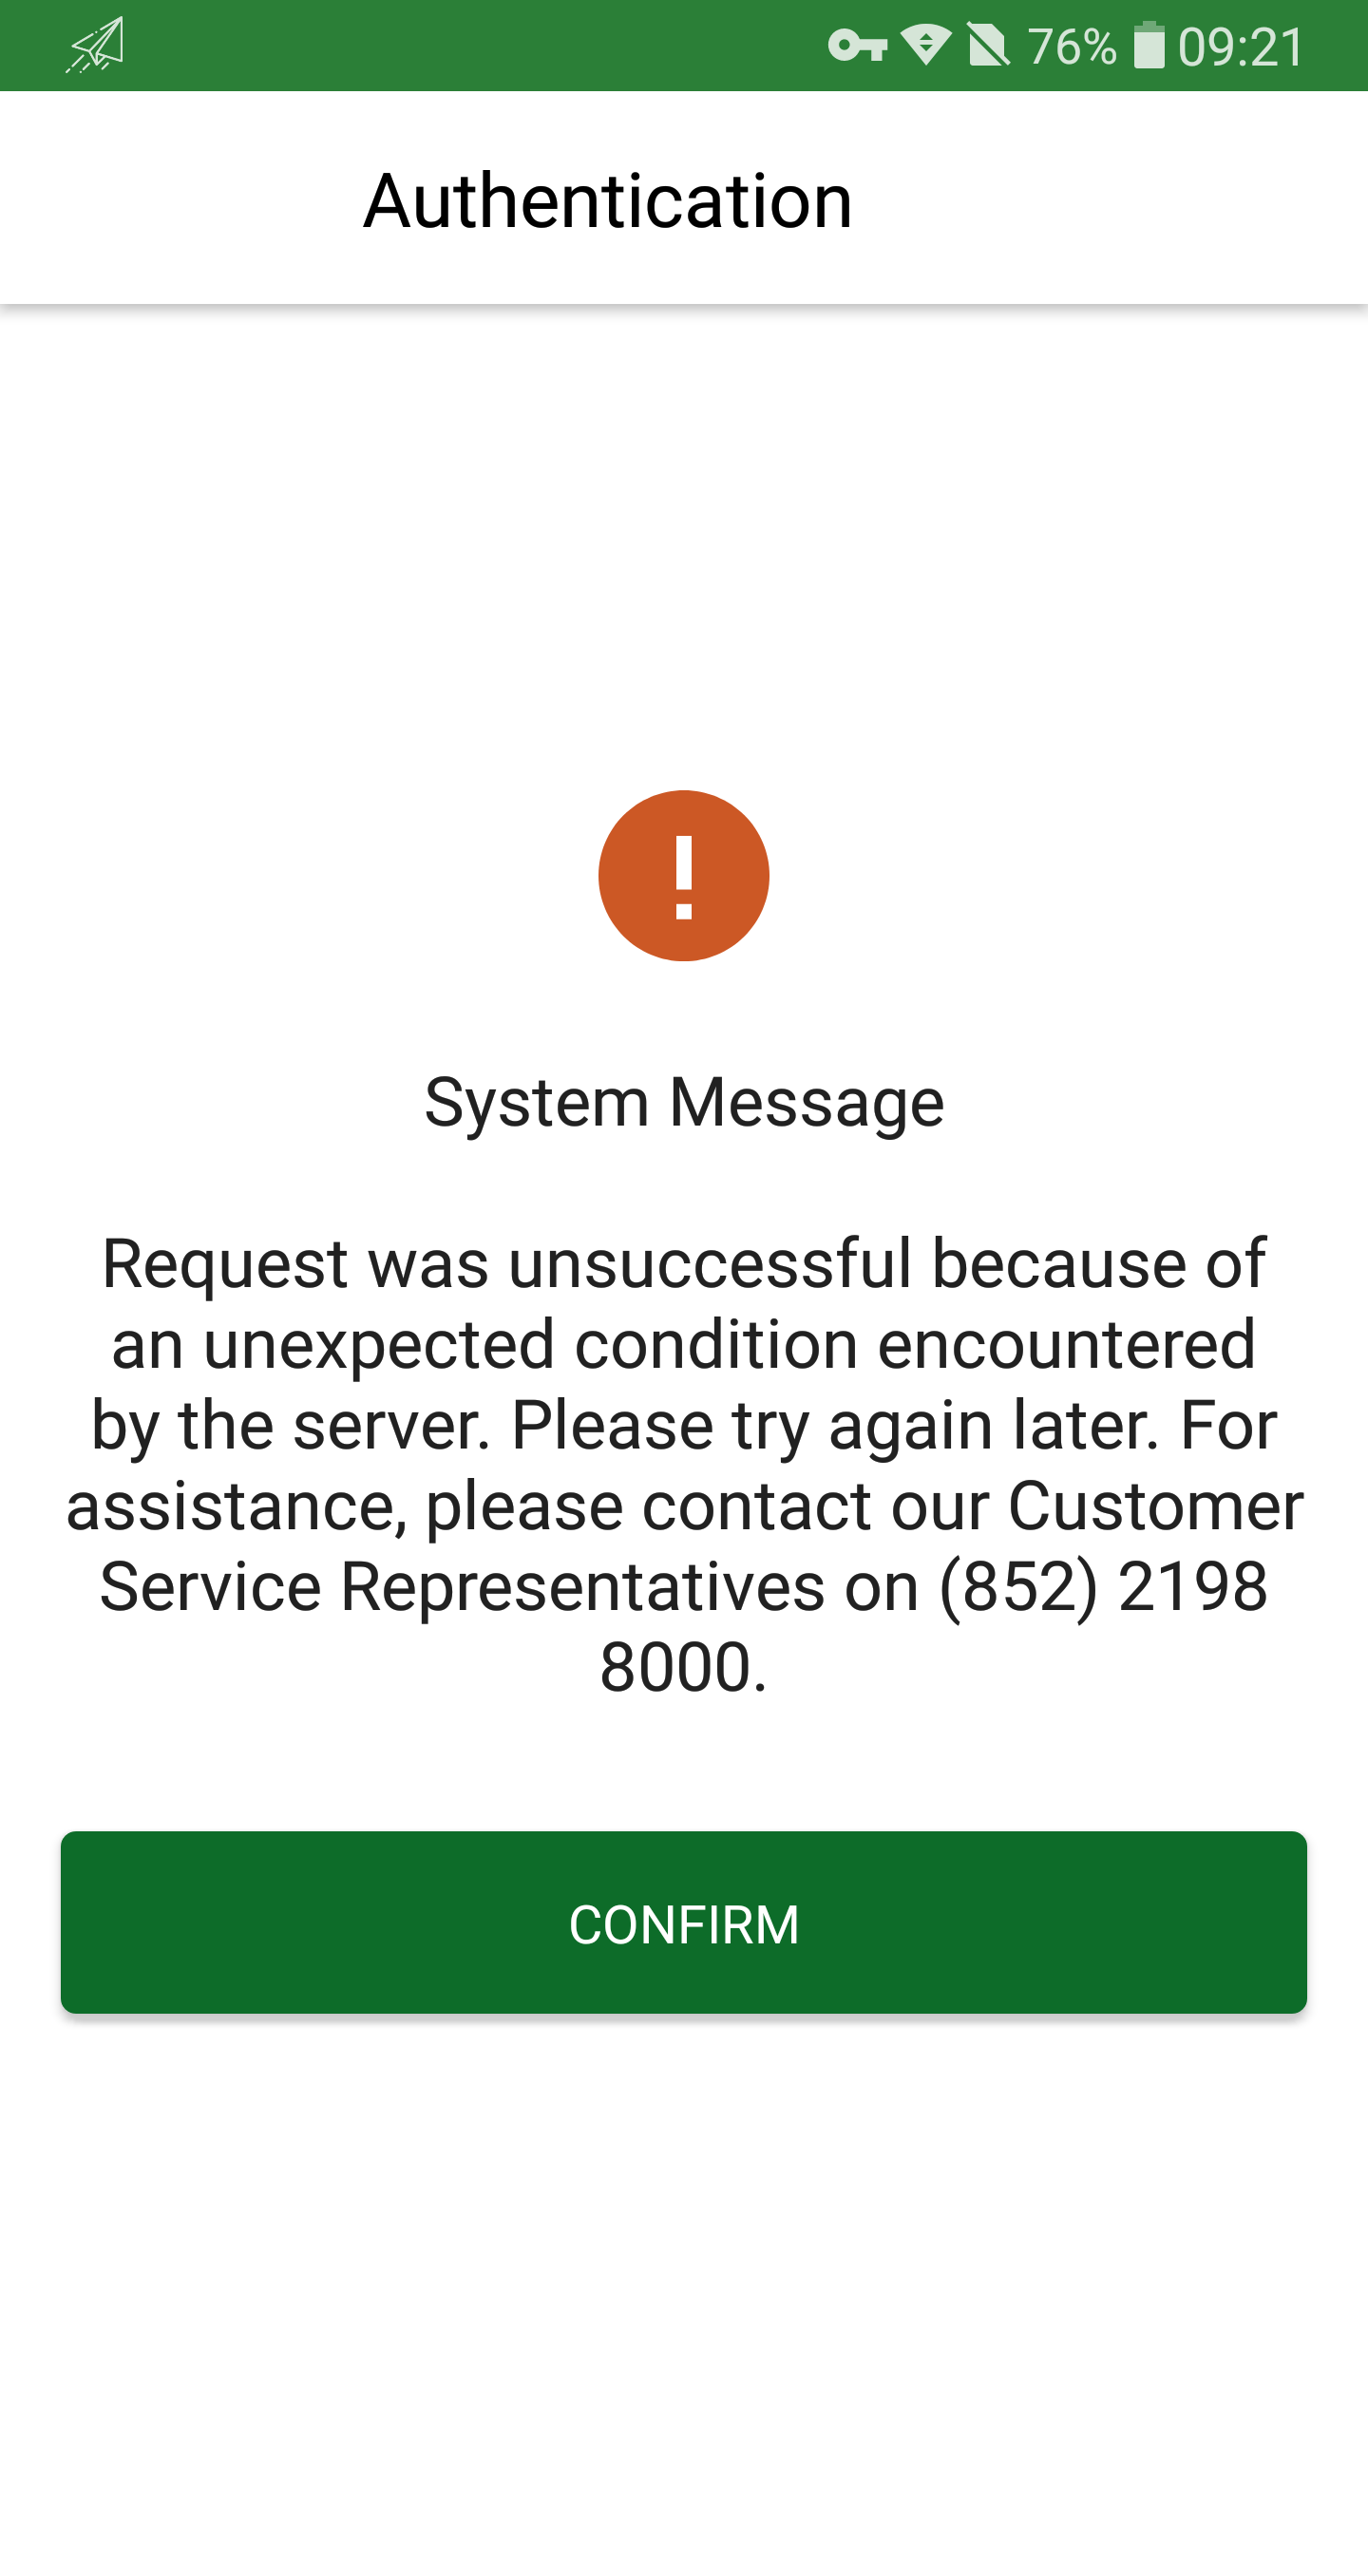 76% 09:21
Authentication
System Message
Request was unsuccessful because of
an unexpected condition encountered
by the server. Please try again later. For
assistance, please contact our Customer
Service Representatives on (852) 2198
8000.
CONFIRM